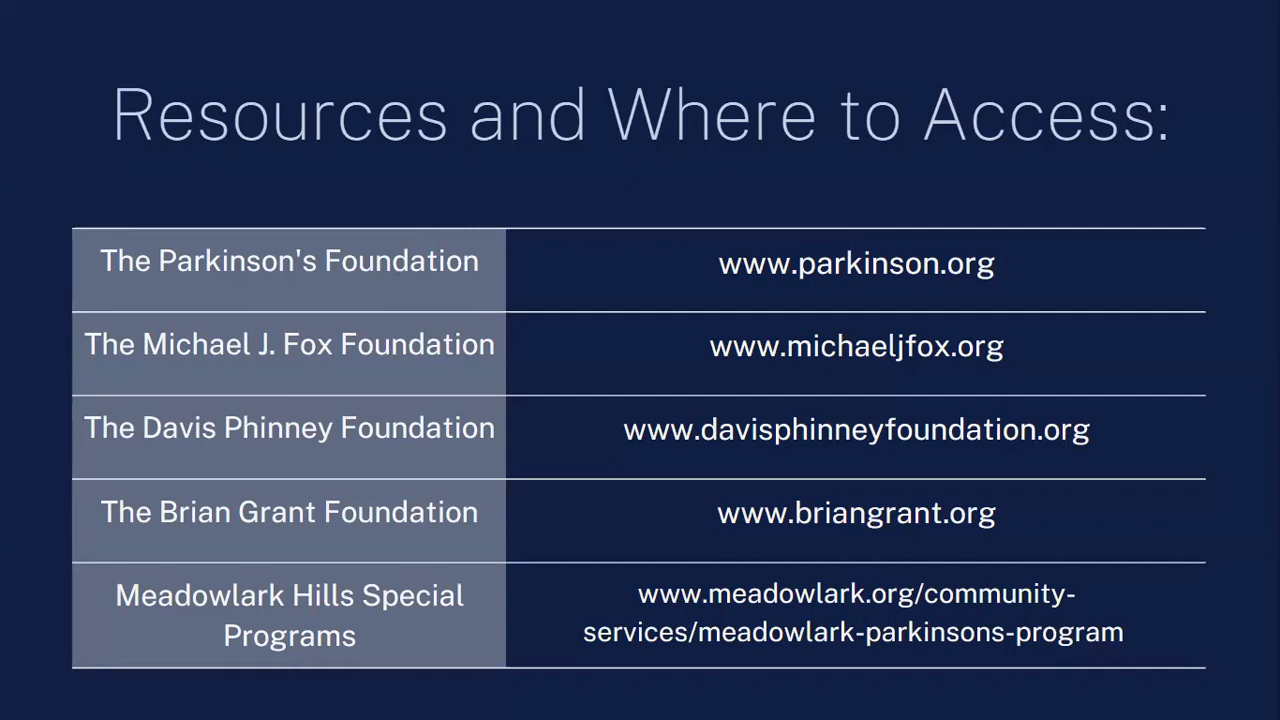 Resources and Where to Access:
The Parkinson's Foundation
www.parkinson.org
The Michael J. Fox Foundation
www.michaeljfox.org
The Davis Phinney Foundation
www.davisphinneyfoundation.org
The Brian Grant Foundation
www.briangrant.org
Meadowlark Hills Special
Programs
www.meadowlark.org/community-
services/meadowlark-parkinsons-program